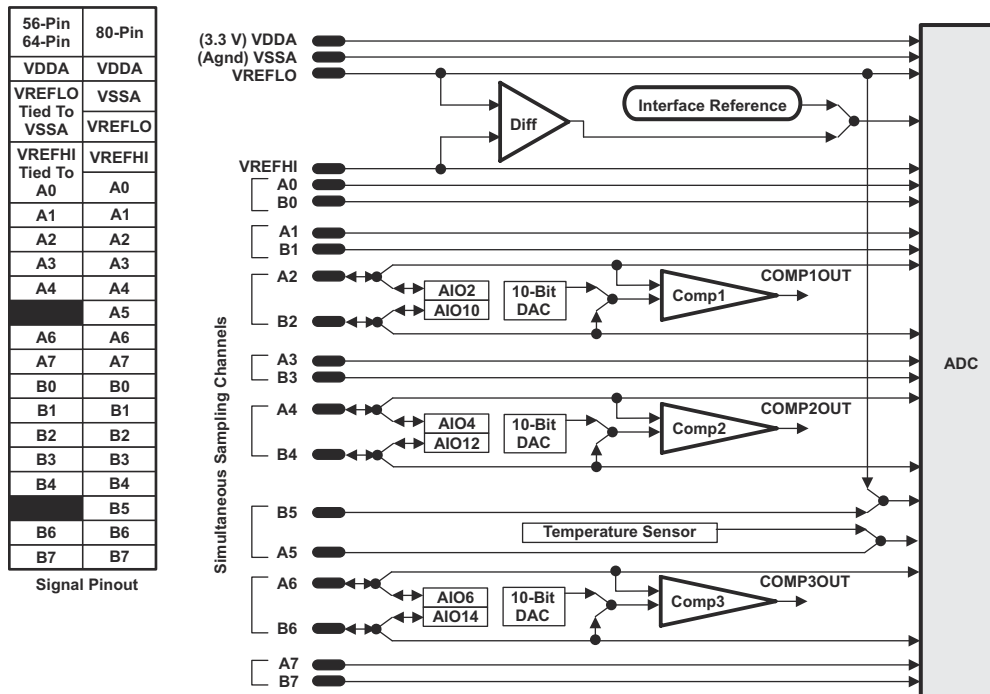 56-Pin
64-Pin
80-Pin
VDDA
VDDA
VREFLO
Tied To
VSSA
VSSA
VREFLO
VREFHI
Tied To
A0
VREFHI
A0
A1
A1
A2
A2
A3
A3
A4
A4
A5
A6
A6
A7
A7
B0
B0
B1
B1
B2
B2
B3
B3
B4
B4
B5
B6
B6
B7
B7
Signal Pinout
(3.3 V) VDDA
(Agnd) VSSA
VREFLO
Diff
Interface Reference
VREFHI
A0
B0
A1
B1
A2
B2
AIO2
AIO10
10-Bit
DAC
Comp1
COMP1OUT
A3
B3
A4
B4
AIO4
AIO12
10-Bit
DAC
Comp2
COMP2OUT
B5
Temperature Sensor
A5
A6
B6
AIO6
AIO14
10-Bit
DAC
Comp3
COMP3OUT
A7
B7
Simultaneous Sampling Channels
ADC